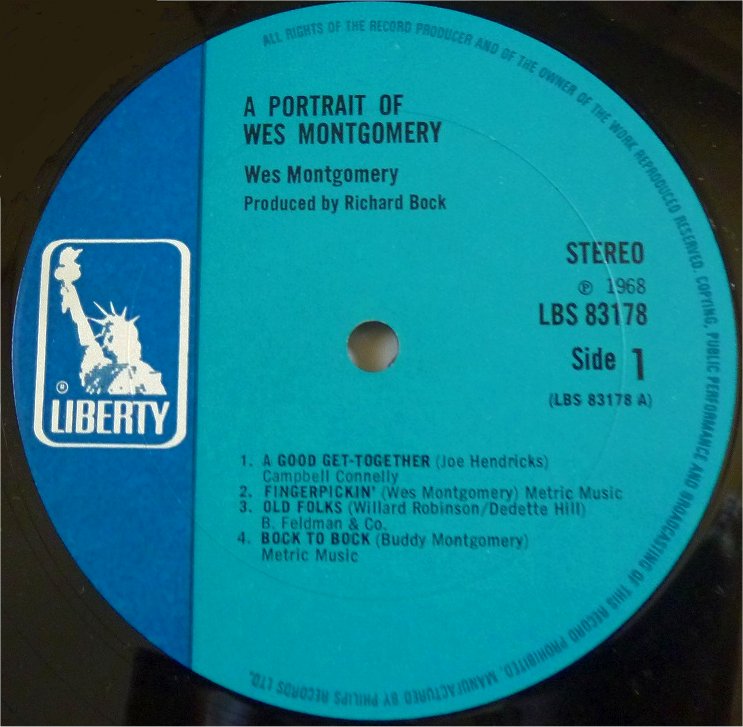 ALL RIGHTS OF THE RECORD PRODUCER AND OF THE OWNER OF THE WORK REPRODUCED RESERVED. COPYING, PUBLIC PERFORMANCE AND BROADCASTING OF THIS RECORD PROHIBITED. MANUFACTURED BY PHILIPS RECORDS LTD.
A PORTRAIT OF
WES MONTGOMERY
Wes Montgomery
Produced by Richard Bock
STEREO
℗ 1968
LBS 83178
Side 1
(LBS 83178 A)
®
LIBERTY
1. A GOOD GET-TOGETHER (Joe Hendricks)
Campbell Connelly
2. FINGERPICKIN' (Wes Montgomery) Metric Music
3. OLD FOLKS (Willard Robinson/Dedette Hill)
B. Feldman & Co.
4. BOCK TO BOCK (Buddy Montgomery)
Metric Music